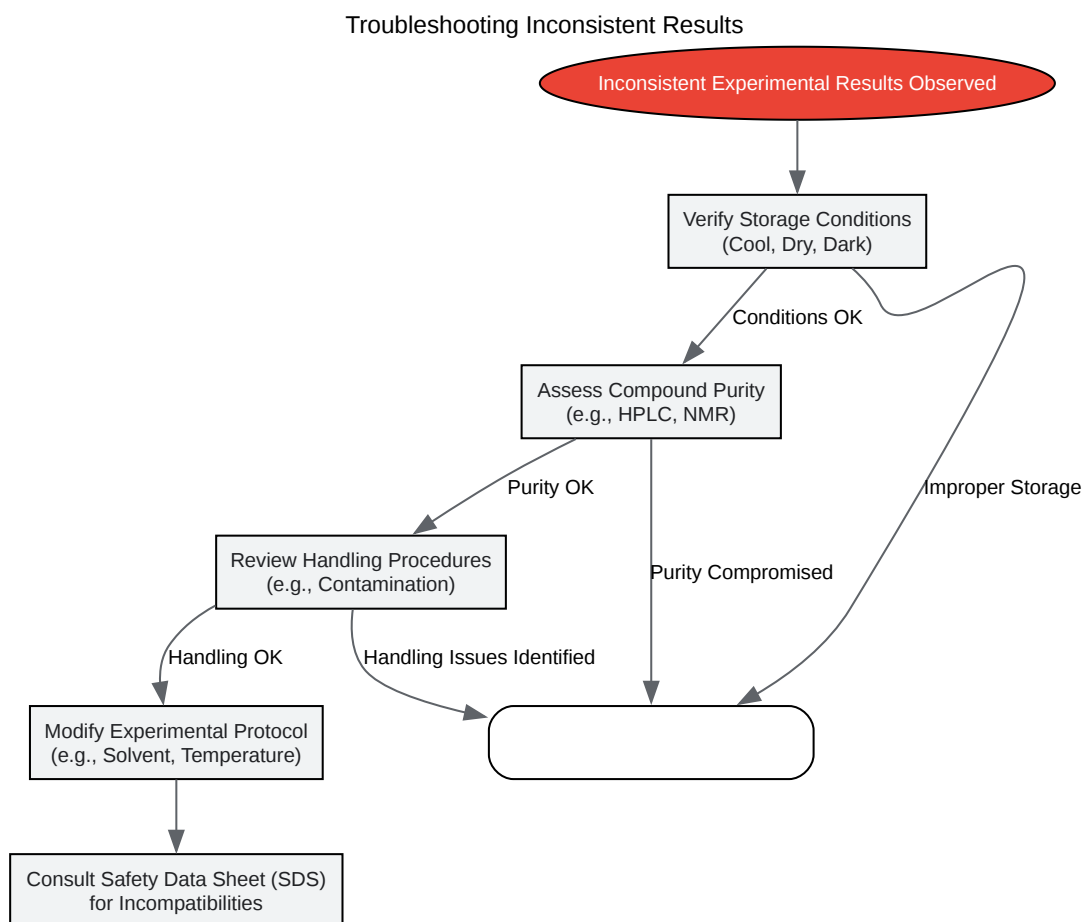 Troubleshooting Inconsistent Results
Inconsistent Experimental Results Observed
Verify Storage Conditions
(Cool, Dry, Dark)
Conditions OK
Assess Compound Purity
(e.g., HPLC, NMR)
Purity OK
Improper Storage
Review Handling Procedures
(e.g., Contamination)
Purity Compromised
Handling OK
Handling Issues Identified
Modify Experimental Protocol
(e.g., Solvent, Temperature)
Consult Safety Data Sheet (SDS)
for Incompatibilities